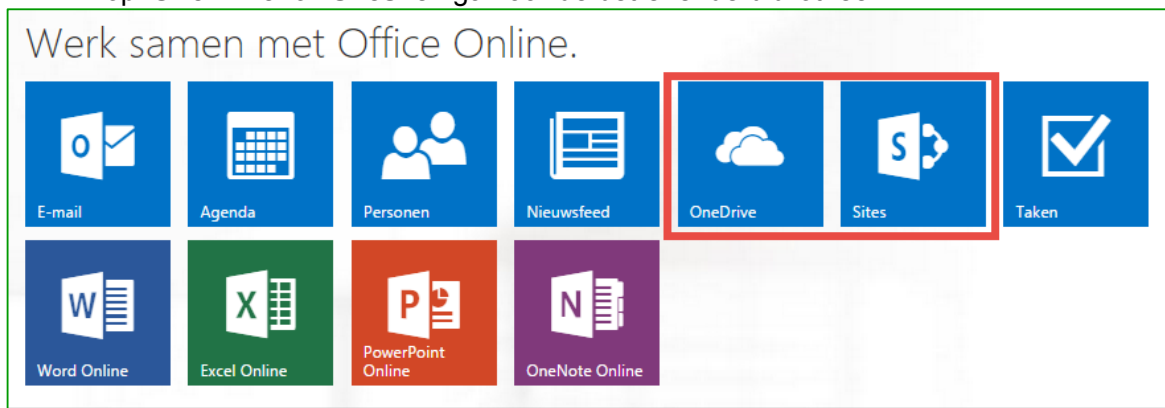 Werk samen met Office Online.
E-mail
Agenda
Personen
Nieuwsfeed
OneDrive
Sites
Taken
Word Online
Excel Online
PowerPoint
Online
OneNote Online